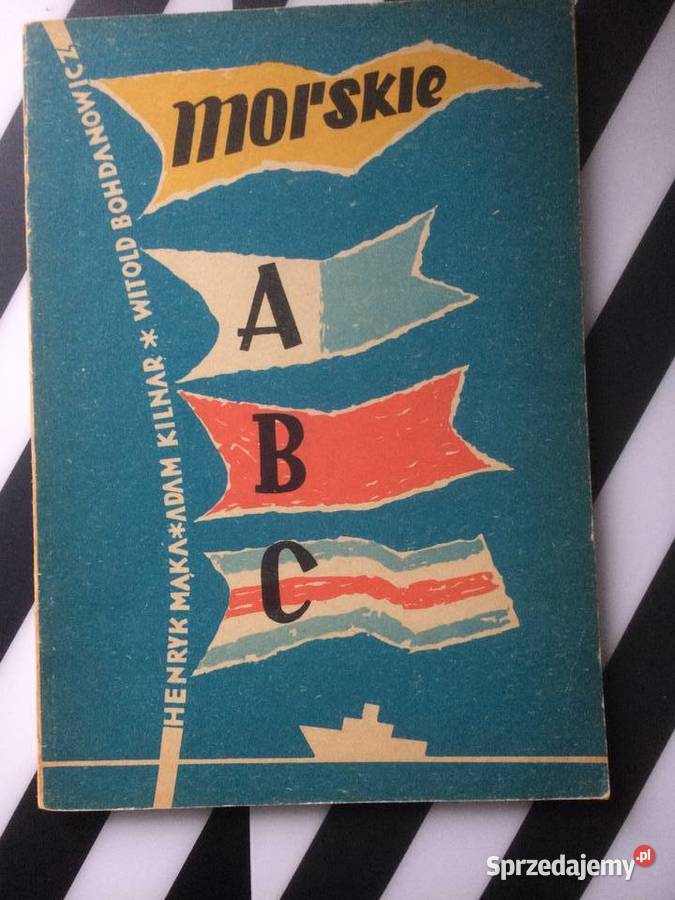 morskie
A
B
C
HENRYK MĄKA*ADAM KILNAR * WITOLD BOHDANOWICZ
Sprzedajemy.pl